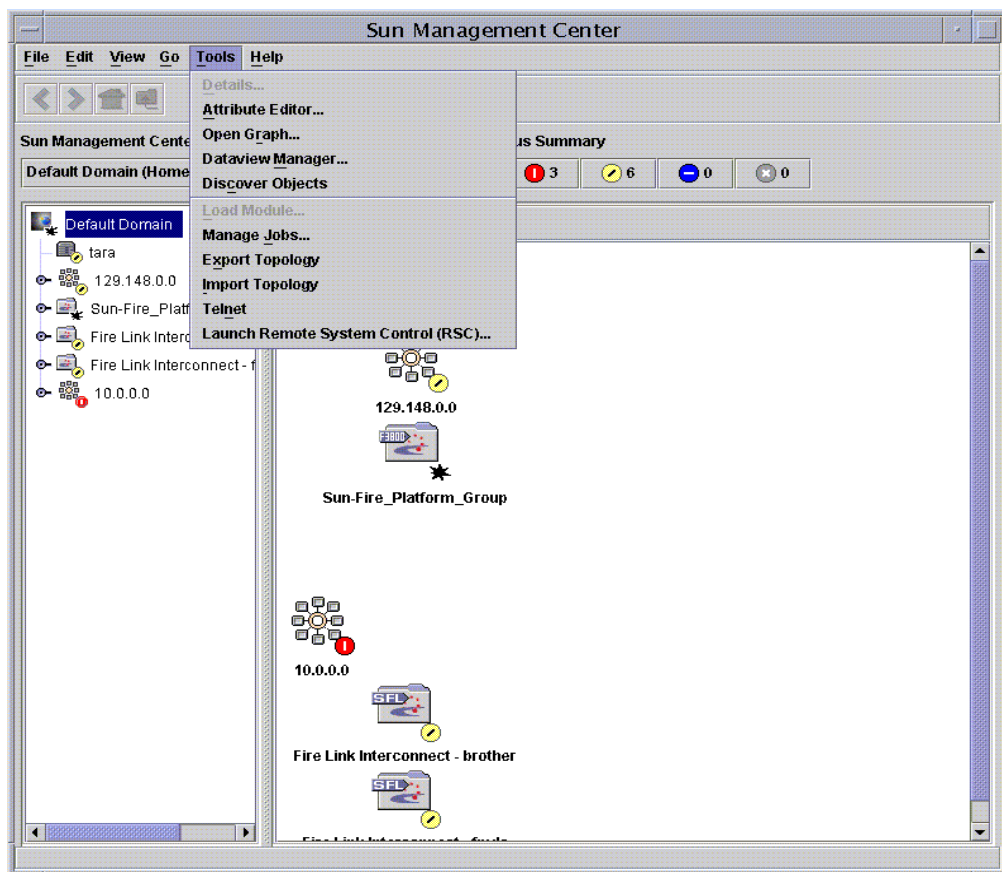 Sun Management Center
File Edit View Go Tools Help
Details...
Attribute Editor...
Open Graph...
Dataview Manager...
Discover Objects
Load Module...
Manage Jobs...
Export Topology
Import Topology
Telnet
Launch Remote System Control (RSC)...
Sun Management Cente
us Summary
Default Domain (Home
3 6 0 0
Default Domain
tara
129.148.0.0
Sun-Fire_Platf
Fire Link Interc
Fire Link Interconnect - f
10.0.0.0
129.148.0.0
F3800
Sun-Fire_Platform_Group
10.0.0.0
SFL
Fire Link Interconnect - brother
SFL
Fire Link Interconnect